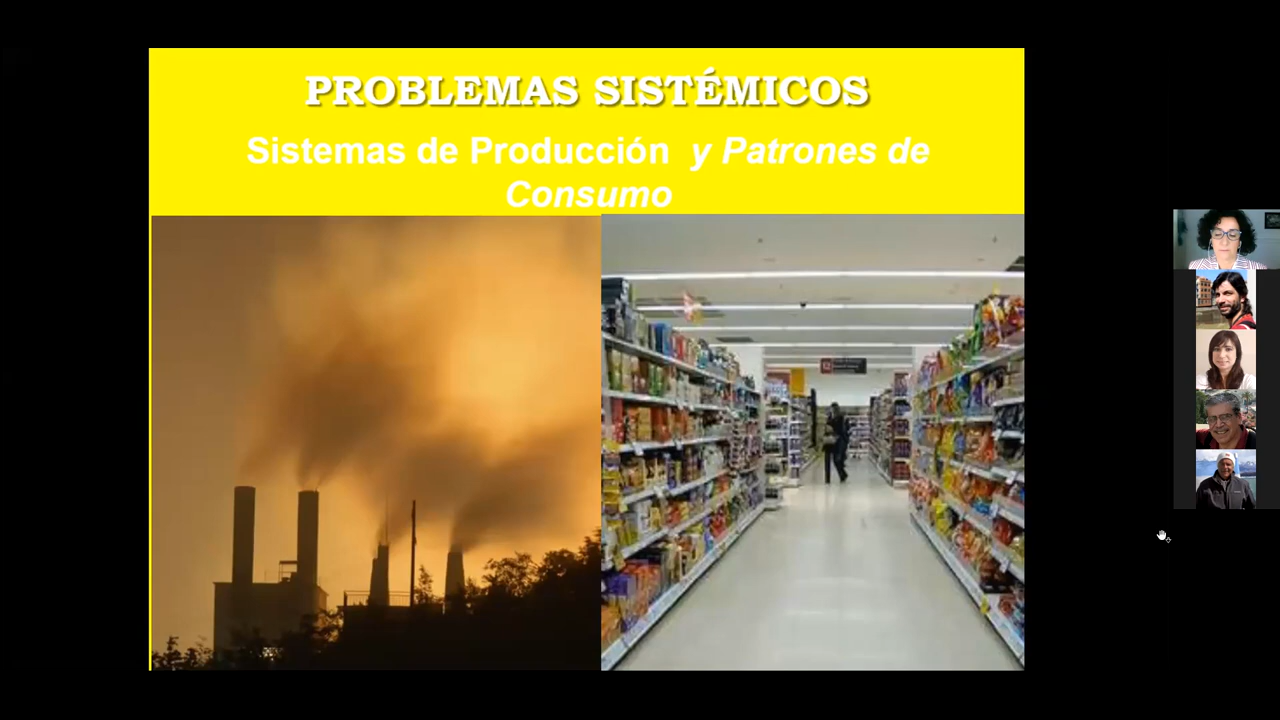 PROBLEMAS SISTÉMICOS
Sistemas de Producción y Patrones de
Consumo